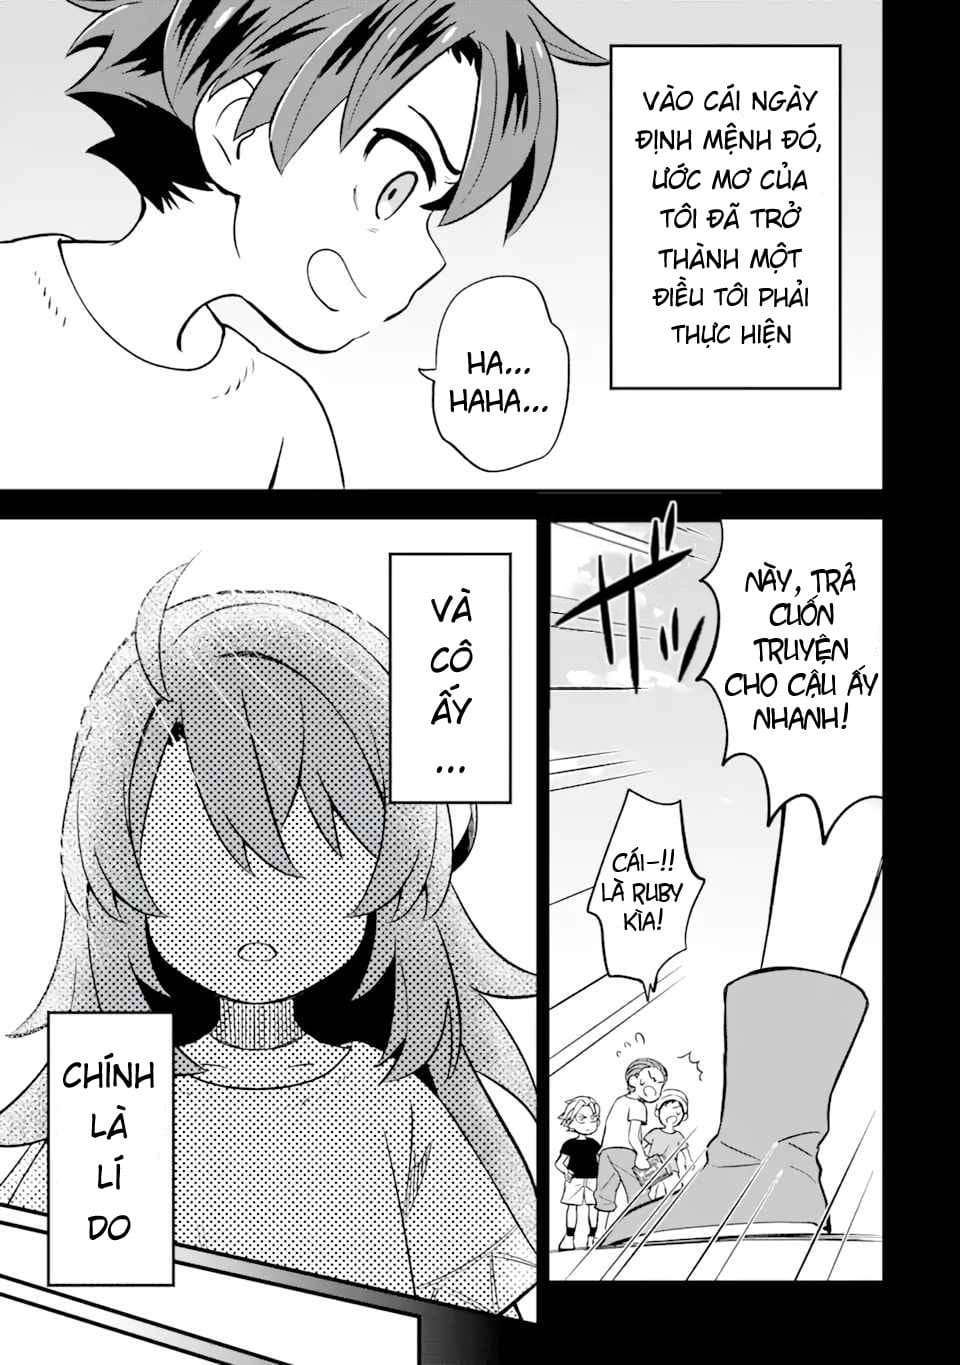 VÀO CÁI NGÀY
ĐỊNH MỆNH ĐÓ,
ƯỚC MƠ CỦA
TÔI ĐÃ TRỞ
THÀNH MỘT
ĐIỀU TÔI PHẢI
THỰC HIỆN
HA...
HAHA...
NÀY, TRẢ
CUỐN
TRUYỆN
CHO CẬU ẤY
NHANH!
CÁI-!!
LÀ RUBY
KÌA!
VÀ
CÔ
ẤY
...
CHÍNH
LÀ
LÍ
DO